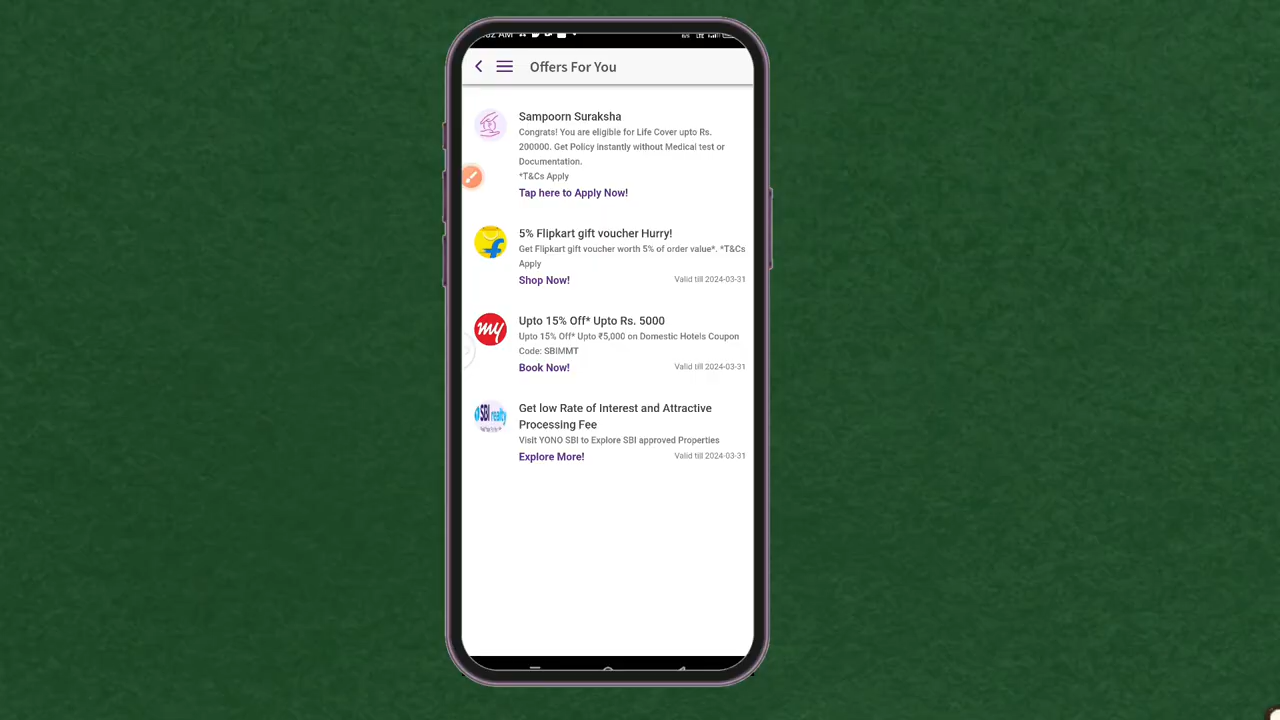 Offers For You
Sampoorn Suraksha
Congrats! You are eligible for Life Cover upto Rs.
200000. Get Policy instantly without Medical test or
Documentation.
*T&Cs Apply
Tap here to Apply Now!
5% Flipkart gift voucher Hurry!
Get Flipkart gift voucher worth 5% of order value*. *T&Cs
Apply
Shop Now! Valid till 2024-03-31
my
Upto 15% Off* Upto Rs. 5000
Upto 15% Off* Upto ₹5,000 on Domestic Hotels Coupon
Code: SBIMMT
Book Now! Valid till 2024-03-31
SBI realty
Get low Rate of Interest and Attractive
Processing Fee
Visit YONO SBI to Explore SBI approved Properties
Explore More! Valid till 2024-03-31